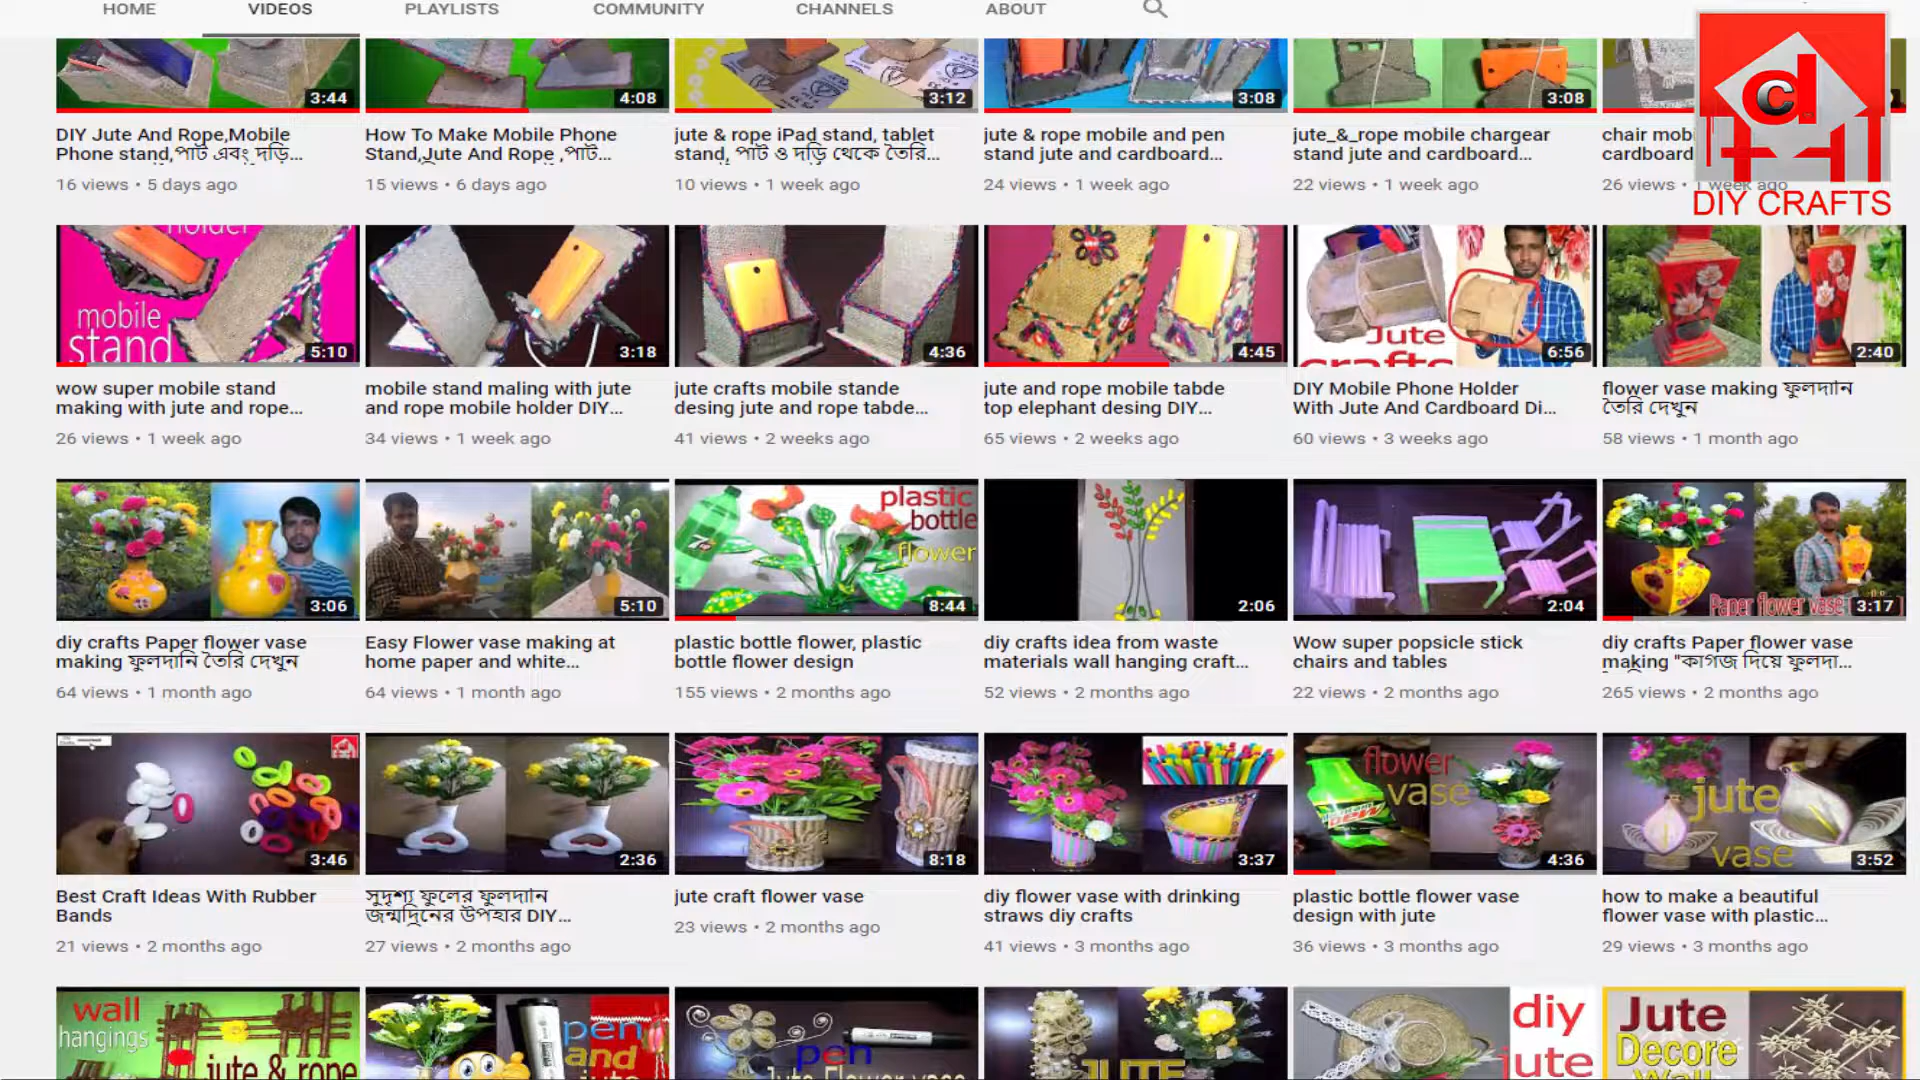 HOME VIDEOS PLAYLISTS COMMUNITY CHANNELS ABOUT
3:44 4:08 3:12 3:08 3:08
DIY Jute And Rope,Mobile
Phone stand,পাট এবং দড়ি...
16 views • 5 days ago
How To Make Mobile Phone
Stand,Jute And Rope ,পাট...
15 views • 6 days ago
jute & rope iPad stand, tablet
stand, পাট ও দড়ি থেকে তৈরি...
10 views • 1 week ago
jute & rope mobile and pen
stand jute and cardboard...
24 views • 1 week ago
jute_&_rope mobile chargear
stand jute and cardboard...
22 views • 1 week ago
chair mobi
cardboard
26 views • 1 week ago
DIY CRAFTS
holder
mobile
stand
5:10
3:18
4:36
4:45
Jute
crafts
6:56
2:40
wow super mobile stand
making with jute and rope...
26 views • 1 week ago
mobile stand maling with jute
and rope mobile holder DIY...
34 views • 1 week ago
jute crafts mobile stande
desing jute and rope tabde...
41 views • 2 weeks ago
jute and rope mobile tabde
top elephant desing DIY...
65 views • 2 weeks ago
DIY Mobile Phone Holder
With Jute And Cardboard Di...
60 views • 3 weeks ago
flower vase making ফুলদানি
তৈরি দেখুন
58 views • 1 month ago
3:06
5:10
plastic
bottle
flower
8:44
2:06
2:04
Paper flower vase
3:17
diy crafts Paper flower vase
making ফুলদানি তৈরি দেখুন
64 views • 1 month ago
Easy Flower vase making at
home paper and white...
64 views • 1 month ago
plastic bottle flower, plastic
bottle flower design
155 views • 2 months ago
diy crafts idea from waste
materials wall hanging craft...
52 views • 2 months ago
Wow super popsicle stick
chairs and tables
22 views • 2 months ago
diy crafts Paper flower vase
making "কাগজ দিয়ে ফুলদা...
265 views • 2 months ago
3:46
2:36
8:18
3:37
flower
vase
4:36
jute
vase
3:52
Best Craft Ideas With Rubber
Bands
21 views • 2 months ago
সুদৃশ্য ফুলের ফুলদানি
জন্মদিনের উপহার DIY...
27 views • 2 months ago
jute craft flower vase
23 views • 2 months ago
diy flower vase with drinking
straws diy crafts
41 views • 3 months ago
plastic bottle flower vase
design with jute
36 views • 3 months ago
how to make a beautiful
flower vase with plastic...
29 views • 3 months ago
wall
hangings
jute & rope
pen
and
jute
pen
Jute Flower vase
JUTE
diy
jute
Jute
Decore
Wall